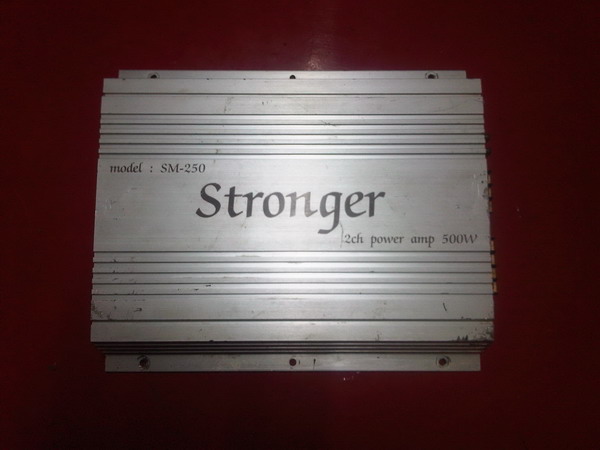 model : SM-250
Stronger
2ch power amp 500W